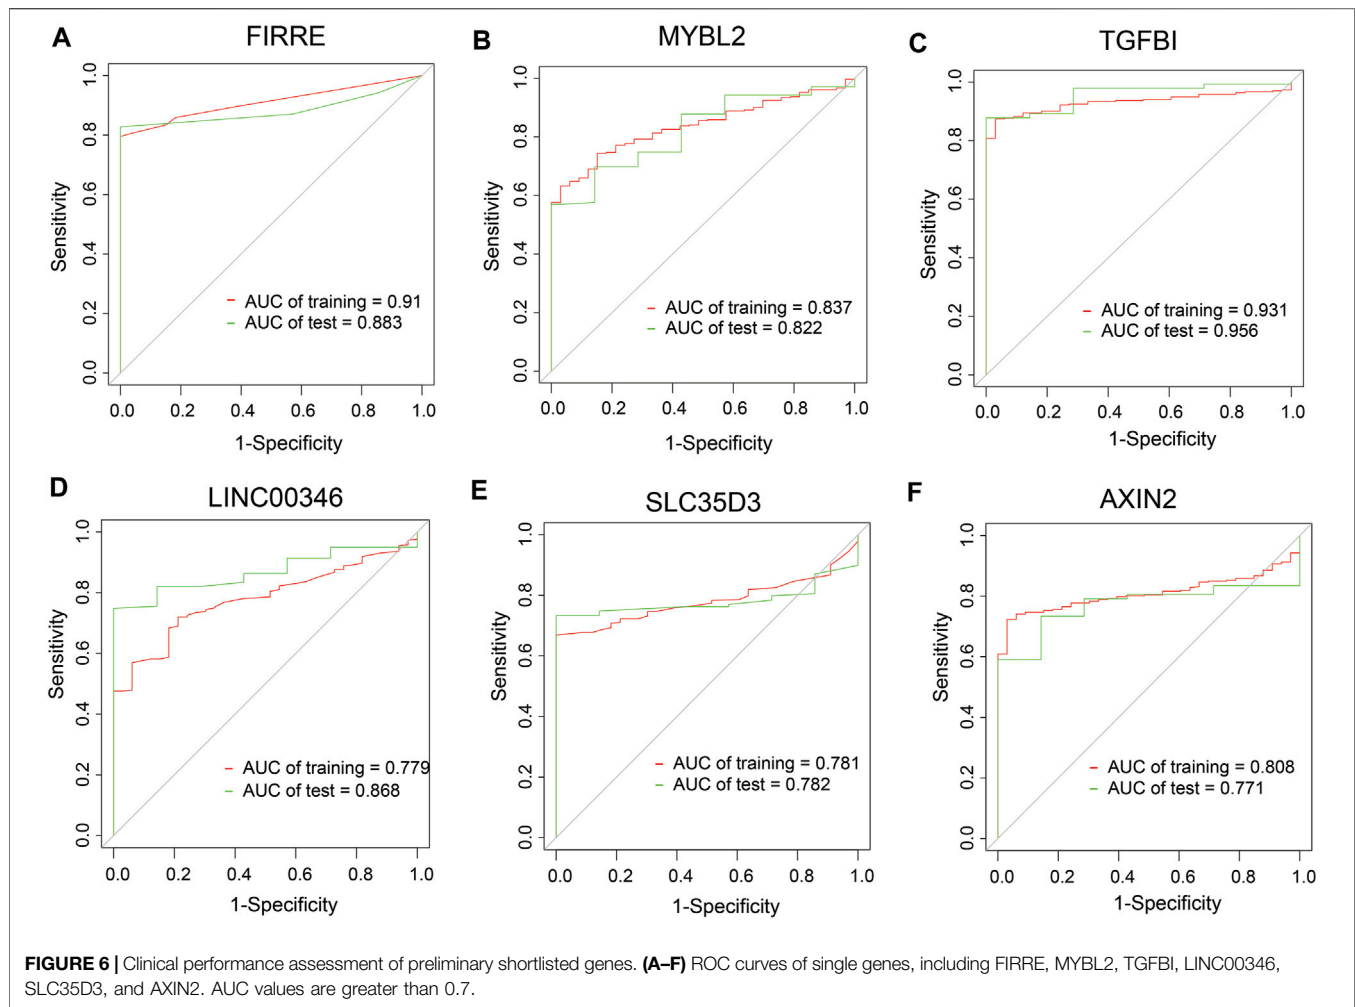 A
FIRRE
Sensitivity
0.0 0.2 0.4 0.6 0.8 1.0
AUC of training = 0.91
AUC of test = 0.883
0.0 0.2 0.4 0.6 0.8 1.0
1-Specificity
B
MYBL2
Sensitivity
0.0 0.2 0.4 0.6 0.8 1.0
AUC of training = 0.837
AUC of test = 0.822
0.0 0.2 0.4 0.6 0.8 1.0
1-Specificity
C
TGFBI
Sensitivity
0.0 0.2 0.4 0.6 0.8 1.0
AUC of training = 0.931
AUC of test = 0.956
0.0 0.2 0.4 0.6 0.8 1.0
1-Specificity
D
LINC00346
Sensitivity
0.0 0.2 0.4 0.6 0.8 1.0
AUC of training = 0.779
AUC of test = 0.868
0.0 0.2 0.4 0.6 0.8 1.0
1-Specificity
E
SLC35D3
Sensitivity
0.0 0.2 0.4 0.6 0.8 1.0
AUC of training = 0.781
AUC of test = 0.782
0.0 0.2 0.4 0.6 0.8 1.0
1-Specificity
F
AXIN2
Sensitivity
0.0 0.2 0.4 0.6 0.8 1.0
AUC of training = 0.808
AUC of test = 0.771
0.0 0.2 0.4 0.6 0.8 1.0
1-Specificity
FIGURE 6 | Clinical performance assessment of preliminary shortlisted genes. (A–F) ROC curves of single genes, including FIRRE, MYBL2, TGFBI, LINC00346,
SLC35D3, and AXIN2. AUC values are greater than 0.7.